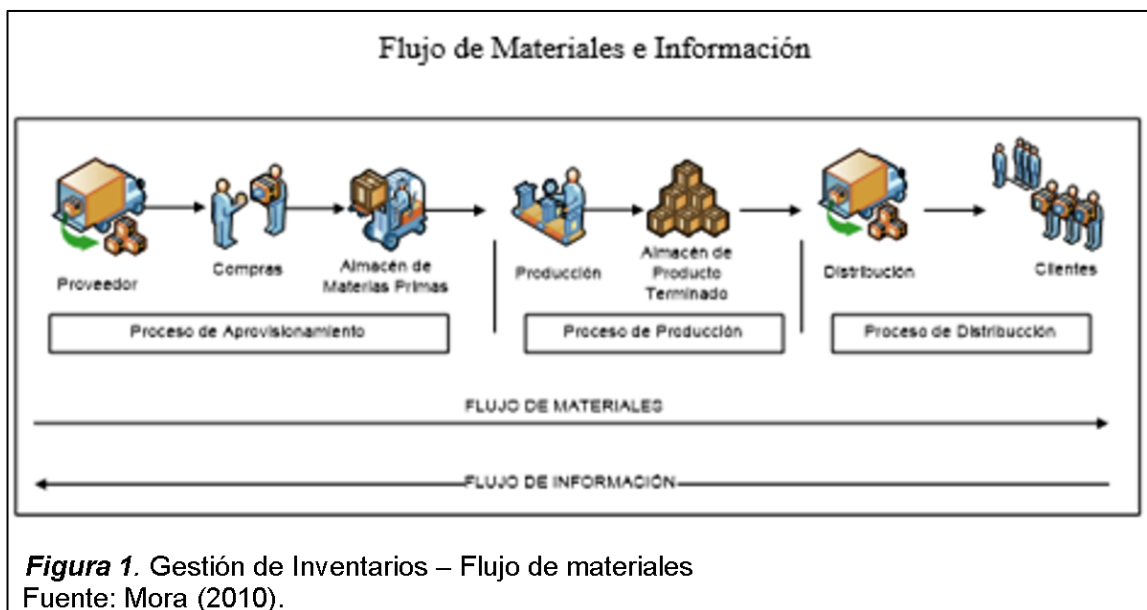 Flujo de Materiales e Información
Proveedor
Compras
Almacén de
Materias Primas
Producción
Almacén de
Producto
Terminado
Distribución
Clientes
Proceso de Aprovisionamiento
Proceso de Producción
Proceso de Distribucción
FLUJO DE MATERIALES
FLUJO DE INFORMACIÓN
Figura 1. Gestión de Inventarios – Flujo de materiales
Fuente: Mora (2010).